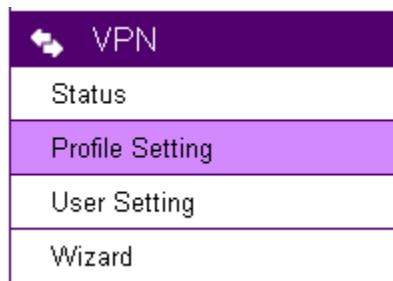 VPN
Status
Profile Setting
User Setting
Wizard